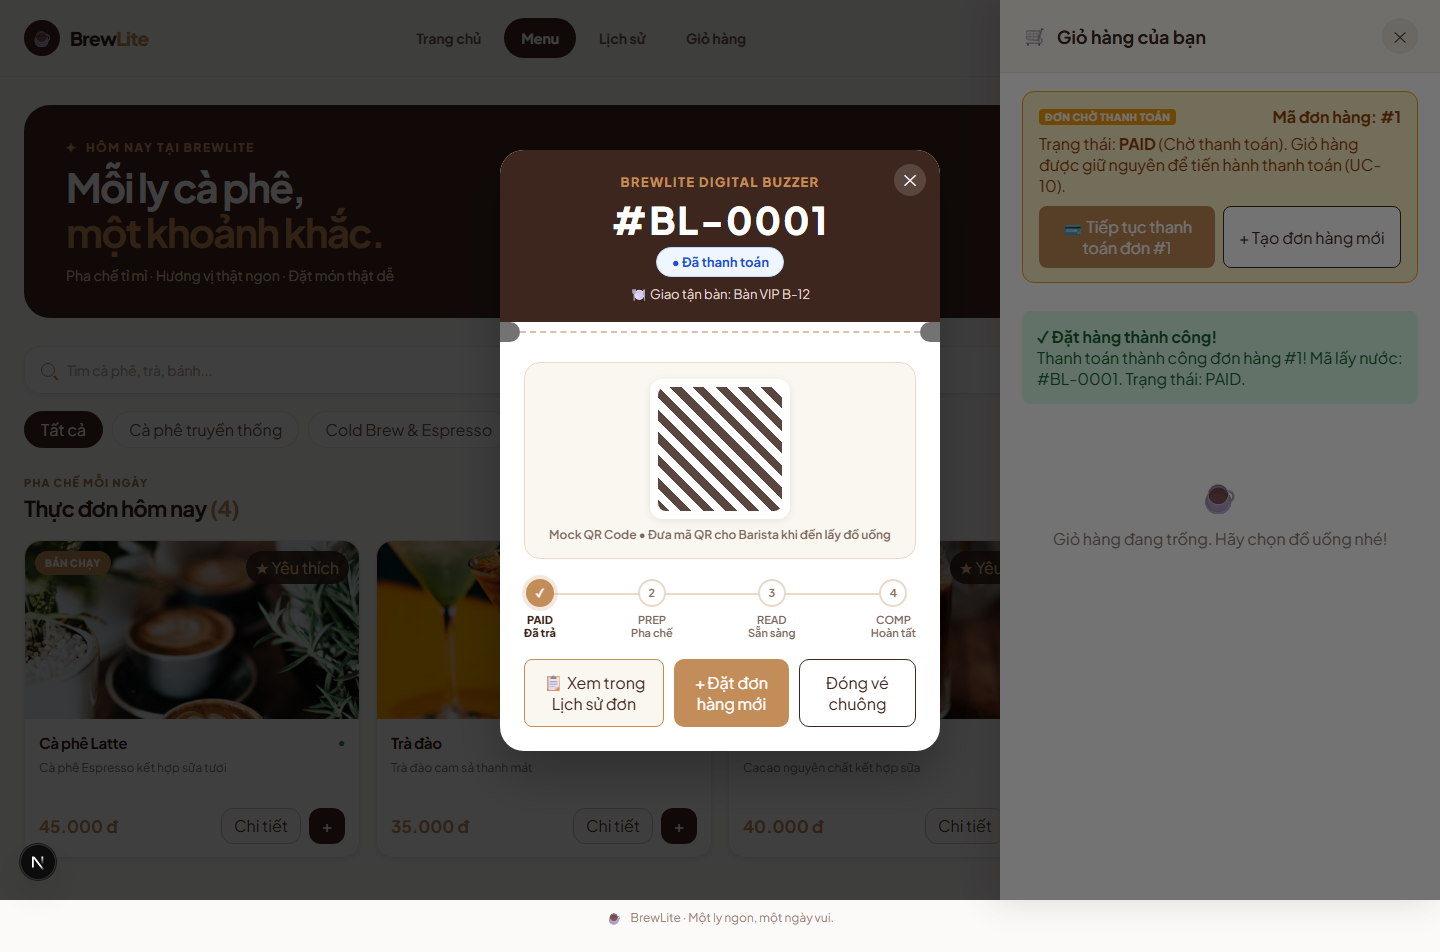 BrewLite
Trang chủ
Menu
Lịch sử
Giỏ hàng
Giỏ hàng của bạn
HÔM NAY TẠI BREWLITE
Mỗi ly cà phê,
một khoảnh khắc.
Pha chế tỉ mỉ · Hương vị thật ngon · Đặt món thật dễ
Tìm cà phê, trà, bánh...
Tất cả
Cà phê truyền thống
Cold Brew & Espresso
PHA CHẾ MỖI NGÀY
Thực đơn hôm nay (4)
BÁN CHẠY
★ Yêu thích
Cà phê Latte
Cà phê Espresso kết hợp sữa tươi
45.000 đ
Chi tiết
+
Trà đào
Trà đào cam sả thanh mát
35.000 đ
Chi tiết
+
★ Yêu
Cacao nguyên chất kết hợp sữa
40.000 đ
Chi tiết
BREWLITE DIGITAL BUZZER
#BL-0001
• Đã thanh toán
Giao tận bàn: Bàn VIP B-12
Mock QR Code • Đưa mã QR cho Barista khi đến lấy đồ uống
✓
2
3
4
PAID
Đã trả
PREP
Pha chế
READ
Sẵn sàng
COMP
Hoàn tất
Xem trong
Lịch sử đơn
+ Đặt đơn
hàng mới
Đóng vé
chuông
ĐƠN CHỜ THANH TOÁN
Mã đơn hàng: #1
Trạng thái: PAID (Chờ thanh toán). Giỏ hàng
được giữ nguyên để tiến hành thanh toán (UC-
10).
Tiếp tục thanh
toán đơn #1
+ Tạo đơn hàng mới
✓ Đặt hàng thành công!
Thanh toán thành công đơn hàng #1! Mã lấy nước:
#BL-0001. Trạng thái: PAID.
Giỏ hàng đang trống. Hãy chọn đồ uống nhé!
N
BrewLite · Một ly ngon, một ngày vui.